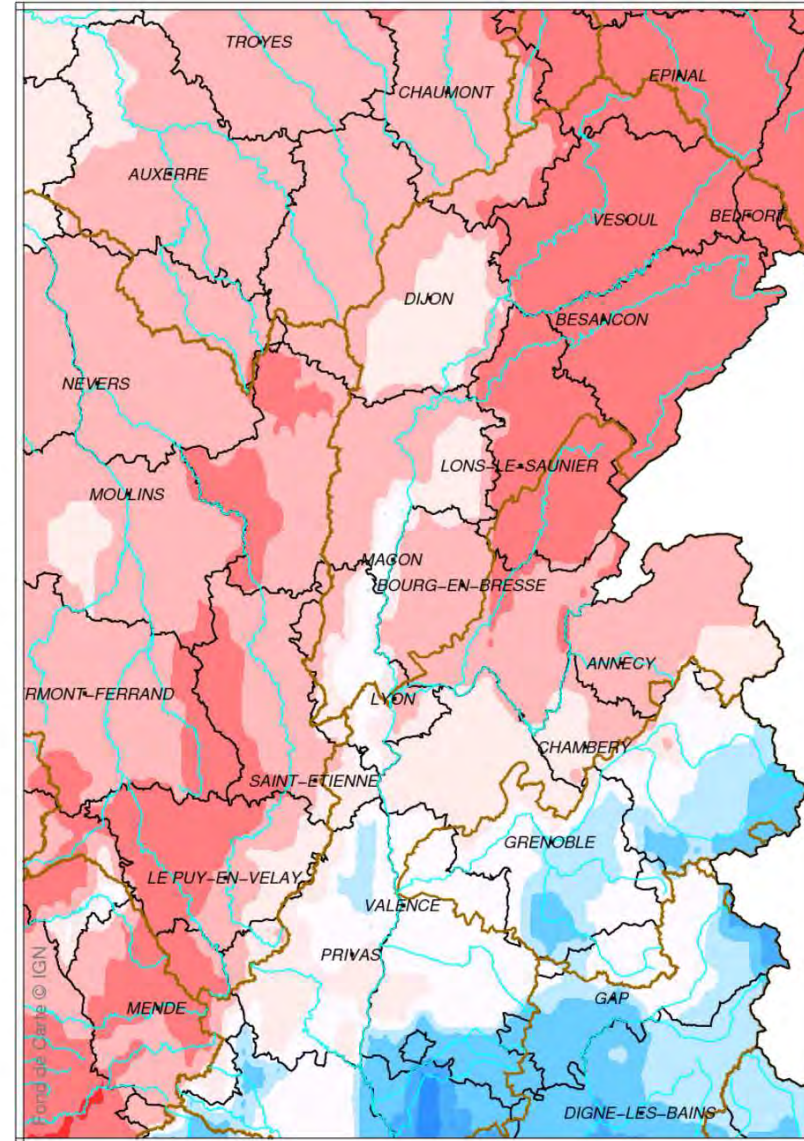 TROYES
EPINAL
CHAUMONT
AUXERRE
VESOUL
BELFORT
DIJON
BESANCON
NEVERS
LONS-LE-SAUNIER
MOULINS
MACON
BOURG-EN-BRESSE
ANNECY
RMONT-FERRAND
LYON
CHAMBERY
SAINT-ETIENNE
GRENOBLE
LE PUY-EN-VELAY
VALENCE
PRIVAS
GAP
MENDE
DIGNE-LES-BAINS
Fond de Carte © IGN